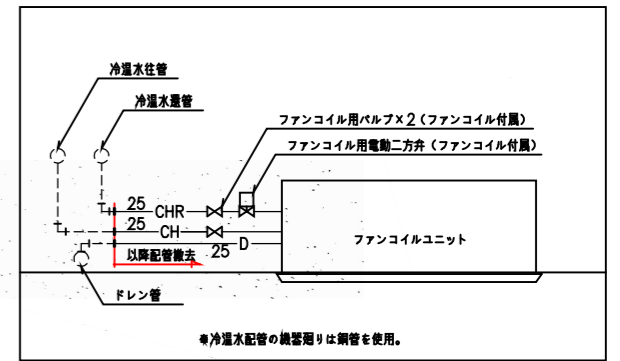 冷温水往管
冷温水還管
ファンコイル用バルブ×2（ファンコイル付属）
ファンコイル用電動二方弁（ファンコイル付属）
25 CHR
25 CH
25 D
ファンコイルユニット
以降配管撤去
ドレン管
※冷温水配管の機器廻りは銅管を使用。